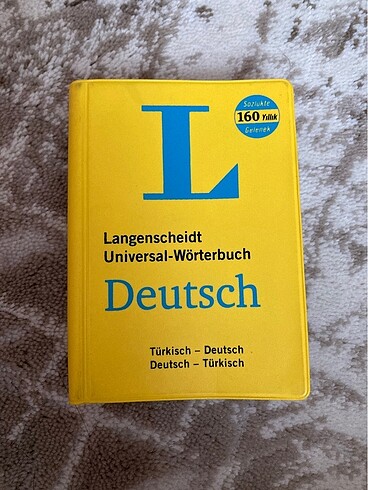 L
Sözlükte
160 Yıllık
Gelenek
Langenscheidt
Universal-Wörterbuch
Deutsch
Türkisch – Deutsch
Deutsch – Türkisch